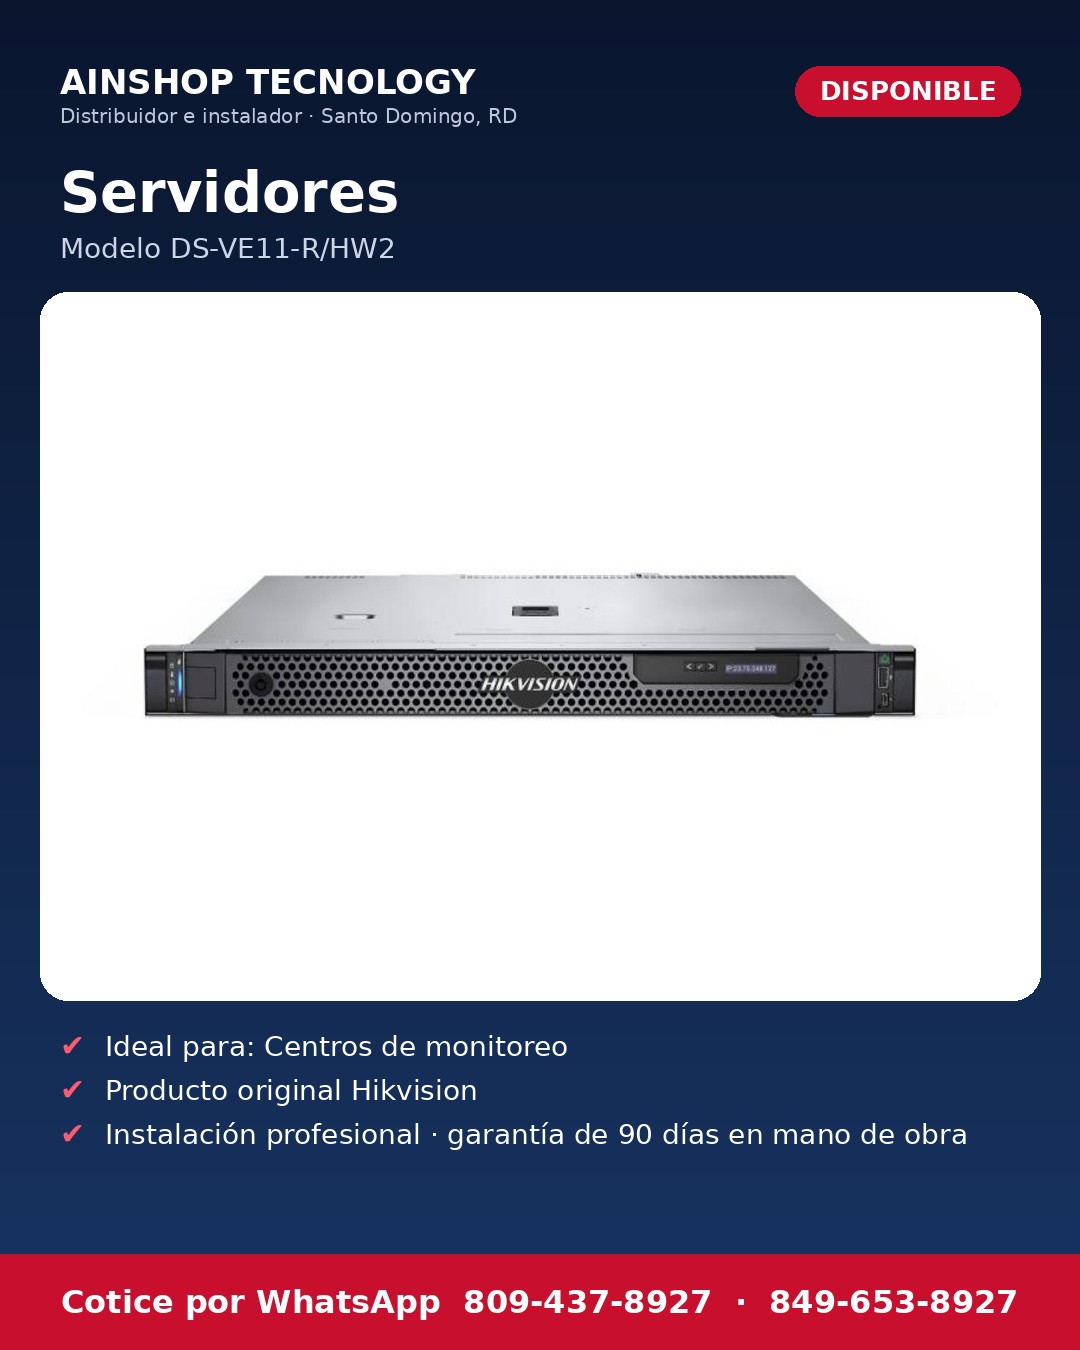 AINSHOP TECNOLOGY
DISPONIBLE
Distribuidor e instalador · Santo Domingo, RD
Servidores
Modelo DS-VE11-R/HW2
HIKVISION
✔ Ideal para: Centros de monitoreo
✔ Producto original Hikvision
✔ Instalación profesional · garantía de 90 días en mano de obra
Cotice por WhatsApp 809-437-8927 · 849-653-8927